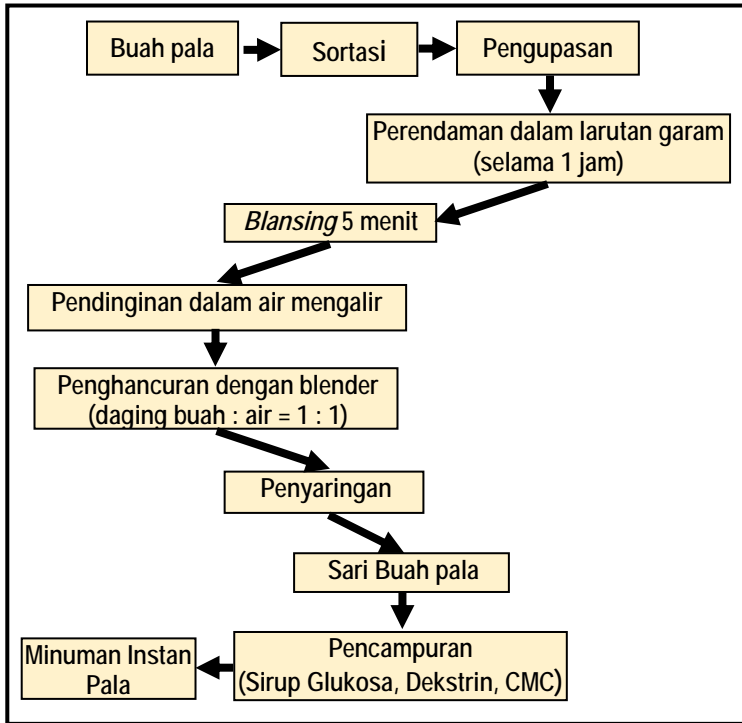 Buah pala
Sortasi
Pengupasan
Perendaman dalam larutan garam
(selama 1 jam)
Blansing 5 menit
Pendinginan dalam air mengalir
Penghancuran dengan blender
(daging buah : air = 1 : 1)
Penyaringan
Sari Buah pala
Pencampuran
(Sirup Glukosa, Dekstrin, CMC)
Minuman Instan
Pala